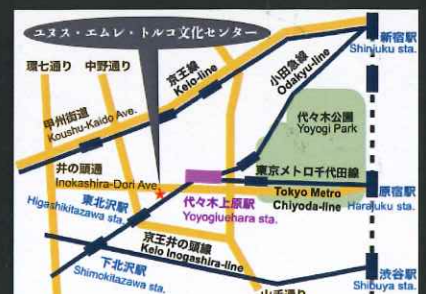 ユヌス・エムレ・トルコ文化センター
新宿駅
Shinjuku sta.
環七通り
中野通り
京王線
Keio-line
小田急線
Odakyu-line
甲州街道
Koushu-Kaido Ave.
代々木公園
Yoyogi Park
井の頭通
Inokashira-Dori Ave.
東京メトロ千代田線
Tokyo Metro
Chiyoda-line
原宿駅
Harajuku sta.
東北沢駅
Higashikitazawa sta.
代々木上原駅
Yoyogiuehara sta.
京王井の頭線
Keio Inogashira-line
下北沢駅
Shimokitazawa sta.
渋谷駅
Shibuya sta.
山手通り